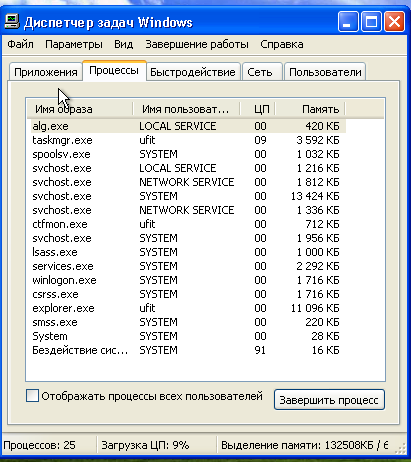 Диспетчер задач Windows
Файл Параметры Вид Завершение работы Справка
Приложения Процессы Быстродействие Сеть Пользователи
Имя образа Имя пользоват... ЦП Память
alg.exe LOCAL SERVICE 00 420 КБ
taskmgr.exe ufit 09 3 592 КБ
spoolsv.exe SYSTEM 00 1 032 КБ
svchost.exe LOCAL SERVICE 00 1 216 КБ
svchost.exe NETWORK SERVICE 00 1 812 КБ
svchost.exe SYSTEM 00 13 424 КБ
svchost.exe NETWORK SERVICE 00 1 336 КБ
ctfmon.exe ufit 00 712 КБ
svchost.exe SYSTEM 00 1 956 КБ
lsass.exe SYSTEM 00 1 000 КБ
services.exe SYSTEM 00 2 292 КБ
winlogon.exe SYSTEM 00 1 716 КБ
csrss.exe SYSTEM 00 1 716 КБ
explorer.exe ufit 00 11 096 КБ
smss.exe SYSTEM 00 220 КБ
System SYSTEM 00 28 КБ
Бездействие сис... SYSTEM 91 16 КБ
Отображать процессы всех пользователей
Завершить процесс
Процессов: 25 Загрузка ЦП: 9% Выделение памяти: 132508КБ / 6